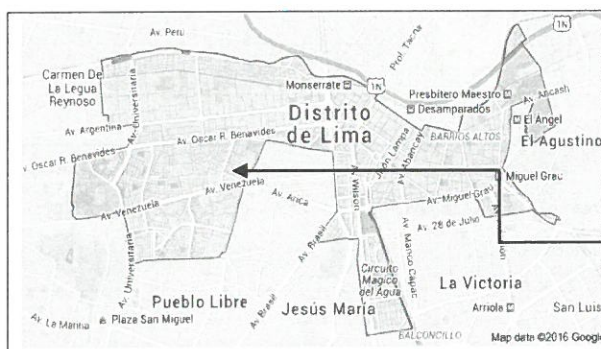 Av. Perú
1N
Prol. Tacna
Carmen De
La Legua
Reynoso
Av. Universitaria
Monserrate
1N
Presbítero Maestro
Av. Ancash
Desamparados
Distrito
de Lima
El Angel
Av. Argentina
El Agustino
BARRIOS ALTOS
Av. Oscar R. Benavides
Jirón Lampa
Av. Abancay
Av. Oscar R. Benavides
Miguel Grau
Av. Venezuela
Av. Wilson
Av. Arica
Av. Miguel Grau
Av. Venezuela
Av. 28 de Julio
Av. Brasil
Av. Manco Capac
Av. Universitaria
Circuito
Magico
del Agua
La Victoria
Pueblo Libre
Jesús María
Av. Brasil
Arriola
San Luis
Av. La Marina
Plaza San Miguel
BALCONCILLO
Map data ©2016 Google